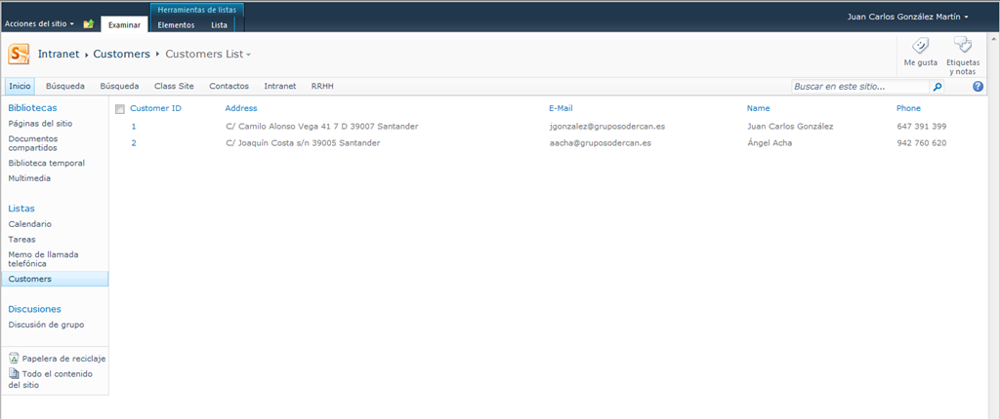 Herramientas de listas
Acciones del sitio
Examinar
Elementos
Lista
Juan Carlos González Martín
Intranet
Customers
Customers List
Me gusta
Etiquetas
y notas
Inicio
Búsqueda
Búsqueda
Class Site
Contactos
Intranet
RRHH
Buscar en este sitio...
Bibliotecas
Páginas del sitio
Documentos
compartidos
Biblioteca temporal
Multimedia
Listas
Calendario
Tareas
Memo de llamada
telefónica
Customers
Discusiones
Discusión de grupo
Papelera de reciclaje
Todo el contenido
del sitio
Customer ID Address E-Mail Name Phone
1 C/ Camilo Alonso Vega 41 7 D 39007 Santander jgonzalez@gruposodercan.es Juan Carlos González 647 391 399
2 C/ Joaquín Costa s/n 39005 Santander aacha@gruposodercan.es Ángel Acha 942 760 620